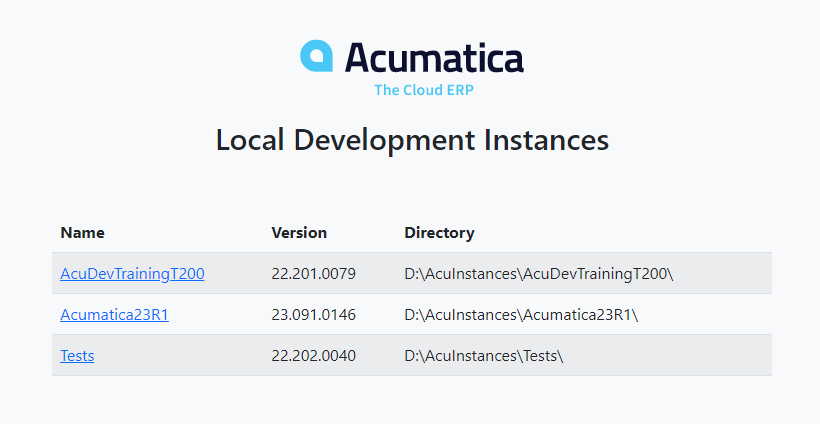 Acumatica
The Cloud ERP
Local Development Instances
Name Version Directory
AcuDevTrainingT200 22.201.0079 D:\AcuInstances\AcuDevTrainingT200\
Acumatica23R1 23.091.0146 D:\AcuInstances\Acumatica23R1\
Tests 22.202.0040 D:\AcuInstances\Tests\